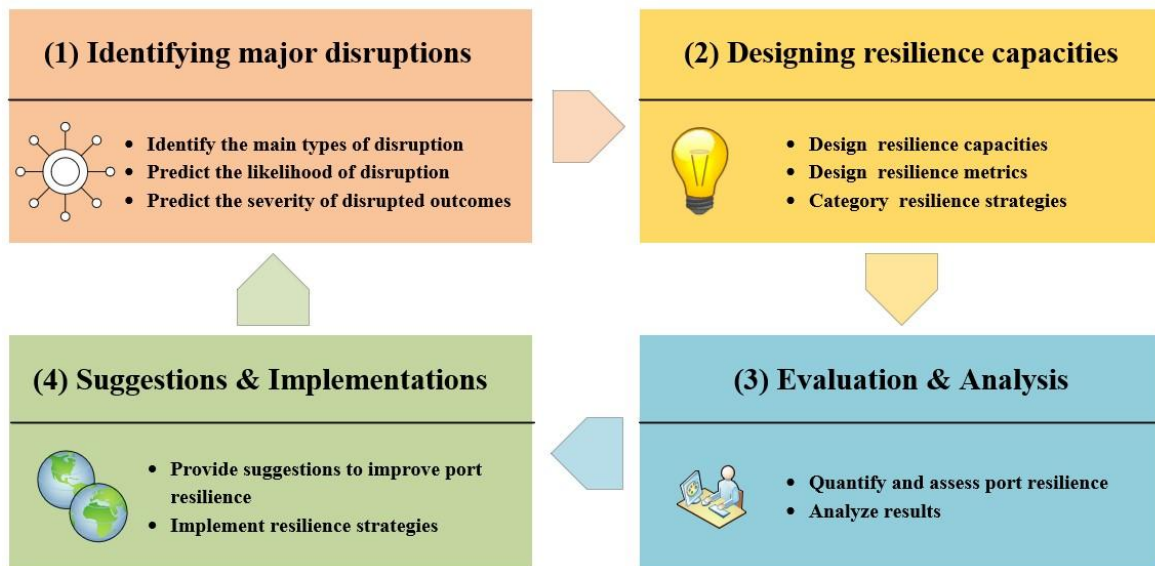 (1) Identifying major disruptions
• Identify the main types of disruption
• Predict the likelihood of disruption
• Predict the severity of disrupted outcomes
(2) Designing resilience capacities
• Design resilience capacities
• Design resilience metrics
• Category resilience strategies
(3) Evaluation & Analysis
• Quantify and assess port resilience
• Analyze results
(4) Suggestions & Implementations
• Provide suggestions to improve port
resilience
• Implement resilience strategies